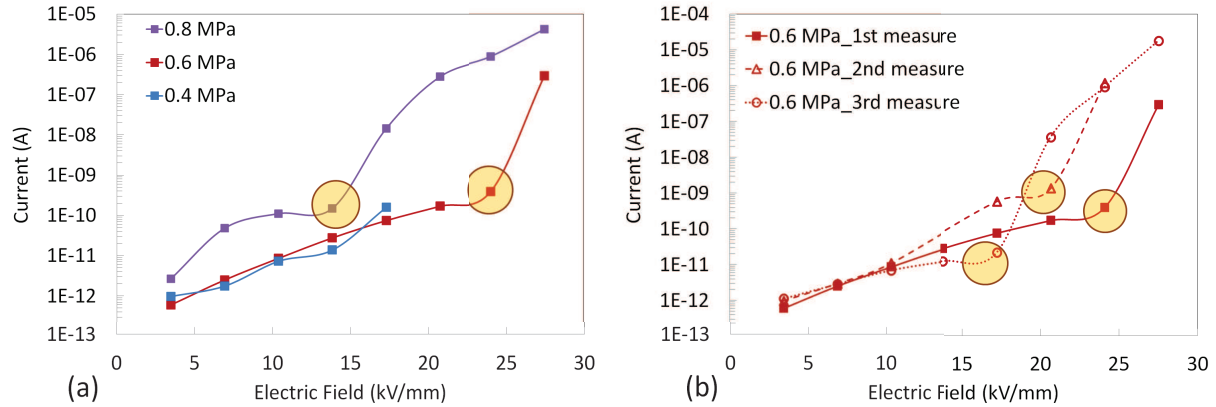 1E-05
1E-06
1E-07
1E-08
1E-09
1E-10
1E-11
1E-12
1E-13
Current (A)
0.8 MPa
0.6 MPa
0.4 MPa
0 5 10 15 20 25 30
Electric Field (kV/mm)
(a)
1E-04
1E-05
1E-06
1E-07
1E-08
1E-09
1E-10
1E-11
1E-12
1E-13
Current (A)
0.6 MPa_1st measure
0.6 MPa_2nd measure
0.6 MPa_3rd measure
0 5 10 15 20 25 30
Electric Field (kV/mm)
(b)